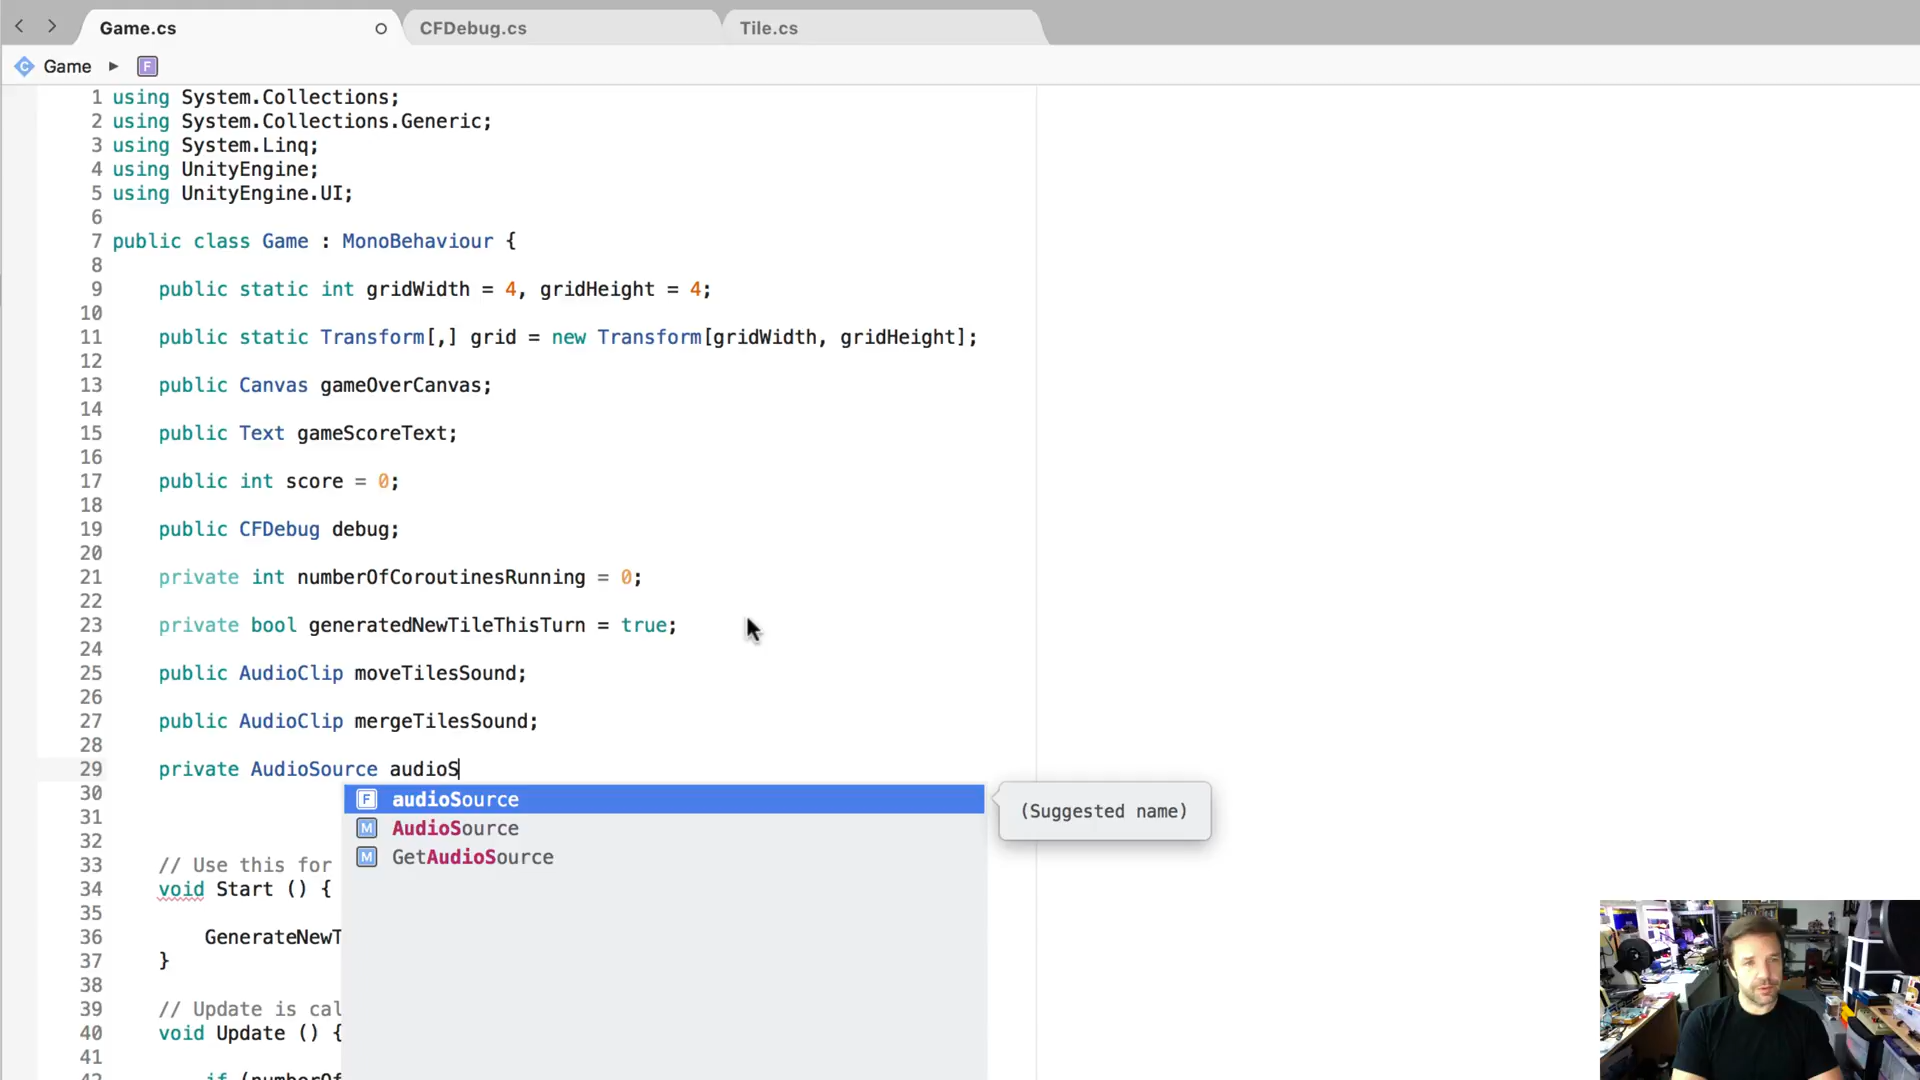 Game.cs
CFDebug.cs
Tile.cs
C Game ▶ F
1 using System.Collections;
2 using System.Collections.Generic;
3 using System.Linq;
4 using UnityEngine;
5 using UnityEngine.UI;
6
7 public class Game : MonoBehaviour {
8
9 public static int gridWidth = 4, gridHeight = 4;
10
11 public static Transform[,] grid = new Transform[gridWidth, gridHeight];
12
13 public Canvas gameOverCanvas;
14
15 public Text gameScoreText;
16
17 public int score = 0;
18
19 public CFDebug debug;
20
21 private int numberOfCoroutinesRunning = 0;
22
23 private bool generatedNewTileThisTurn = true;
24
25 public AudioClip moveTilesSound;
26
27 public AudioClip mergeTilesSound;
28
29 private AudioSource audioS
30
F audioSource
(Suggested name)
31
M AudioSource
32
M GetAudioSource
33 // Use this for
34 void Start () {
35
36 GenerateNewT
37 }
38
39 // Update is cal
40 void Update () {
41
42 if (numberOf